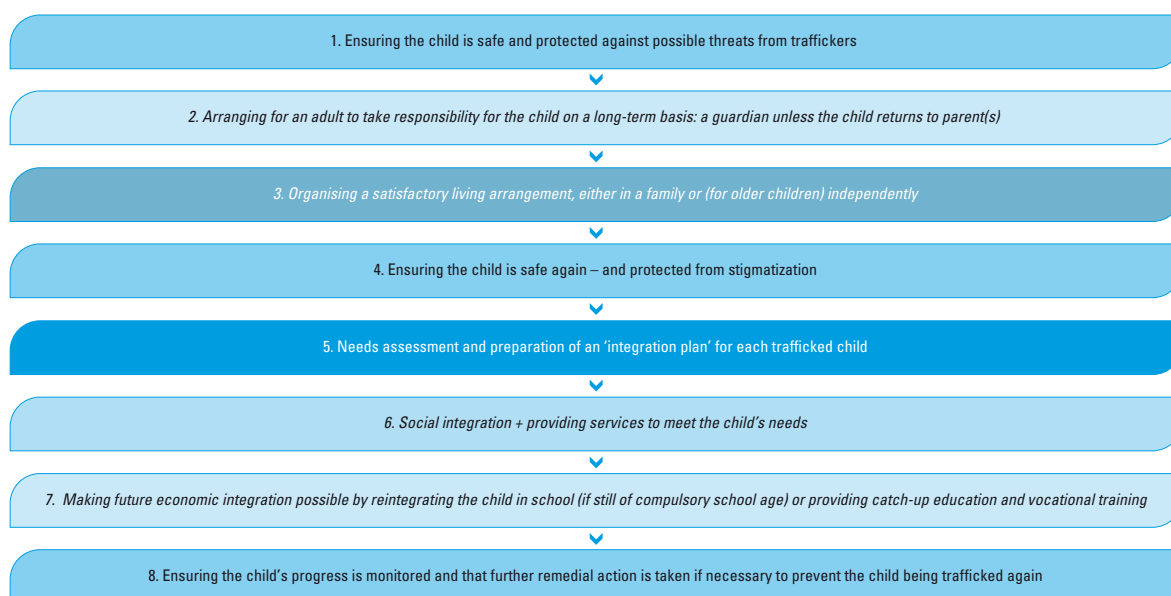 1. Ensuring the child is safe and protected against possible threats from traffickers
2. Arranging for an adult to take responsibility for the child on a long-term basis: a guardian unless the child returns to parent(s)
3. Organising a satisfactory living arrangement, either in a family or (for older children) independently
4. Ensuring the child is safe again – and protected from stigmatization
5. Needs assessment and preparation of an ‘integration plan’ for each trafficked child
6. Social integration + providing services to meet the child’s needs
7. Making future economic integration possible by reintegrating the child in school (if still of compulsory school age) or providing catch-up education and vocational training
8. Ensuring the child’s progress is monitored and that further remedial action is taken if necessary to prevent the child being trafficked again